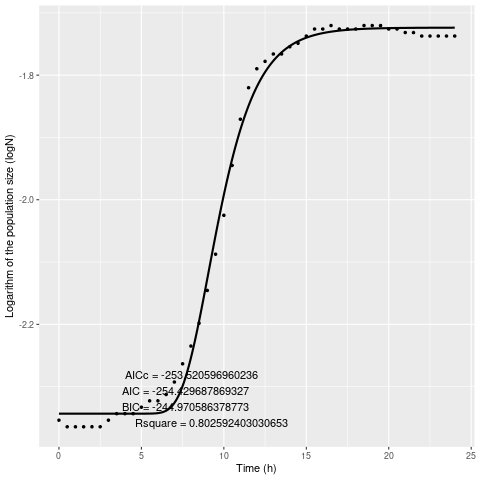 -1.8
-2.0
-2.2
Logarithm of the population size (logN)
AICc = -253.520596960236
AIC = -254.429687869327
BIC = -244.970586378773
Rsquare = 0.802592403030653
0 5 10 15 20 25
Time (h)